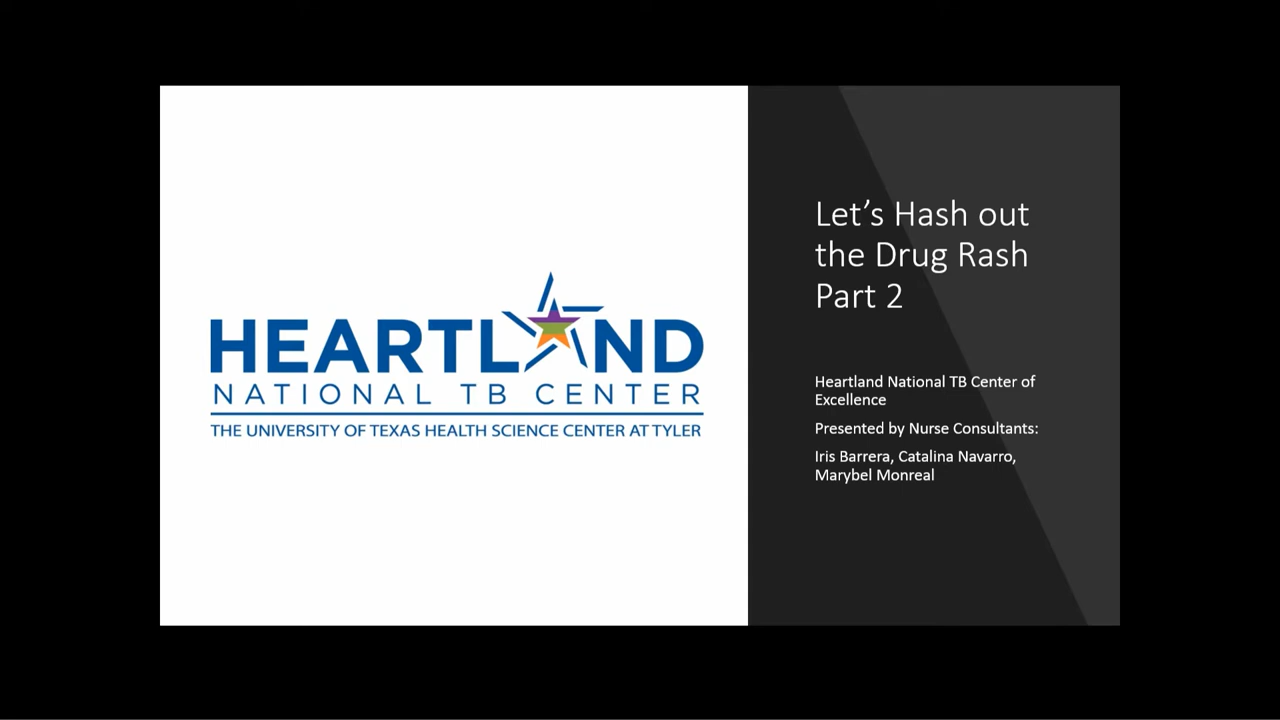 HEARTLAND
NATIONAL TB CENTER
THE UNIVERSITY OF TEXAS HEALTH SCIENCE CENTER AT TYLER
Let’s Hash out
the Drug Rash
Part 2
Heartland National TB Center of
Excellence
Presented by Nurse Consultants:
Iris Barrera, Catalina Navarro,
Marybel Monreal